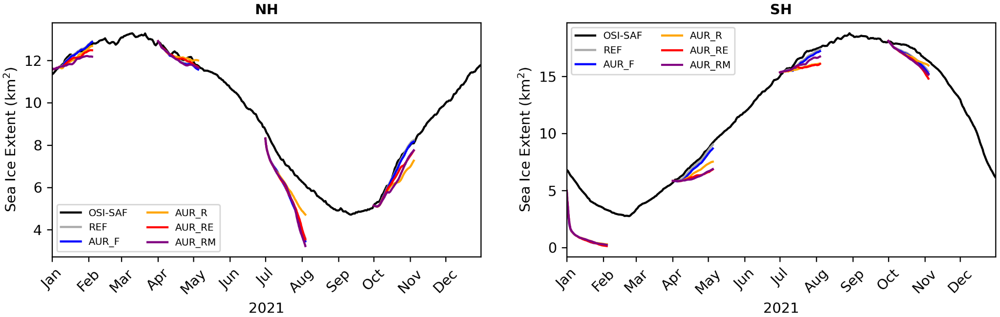 NH
Sea Ice Extent (km²)
12
10
8
6
4
OSI-SAF
REF
AUR_F
AUR_R
AUR_RE
AUR_RM
Jan
Feb
Mar
Apr
May
Jun
Jul
Aug
Sep
Oct
Nov
Dec
2021
SH
Sea Ice Extent (km²)
15
10
5
0
OSI-SAF
REF
AUR_F
AUR_R
AUR_RE
AUR_RM
Jan
Feb
Mar
Apr
May
Jun
Jul
Aug
Sep
Oct
Nov
Dec
2021